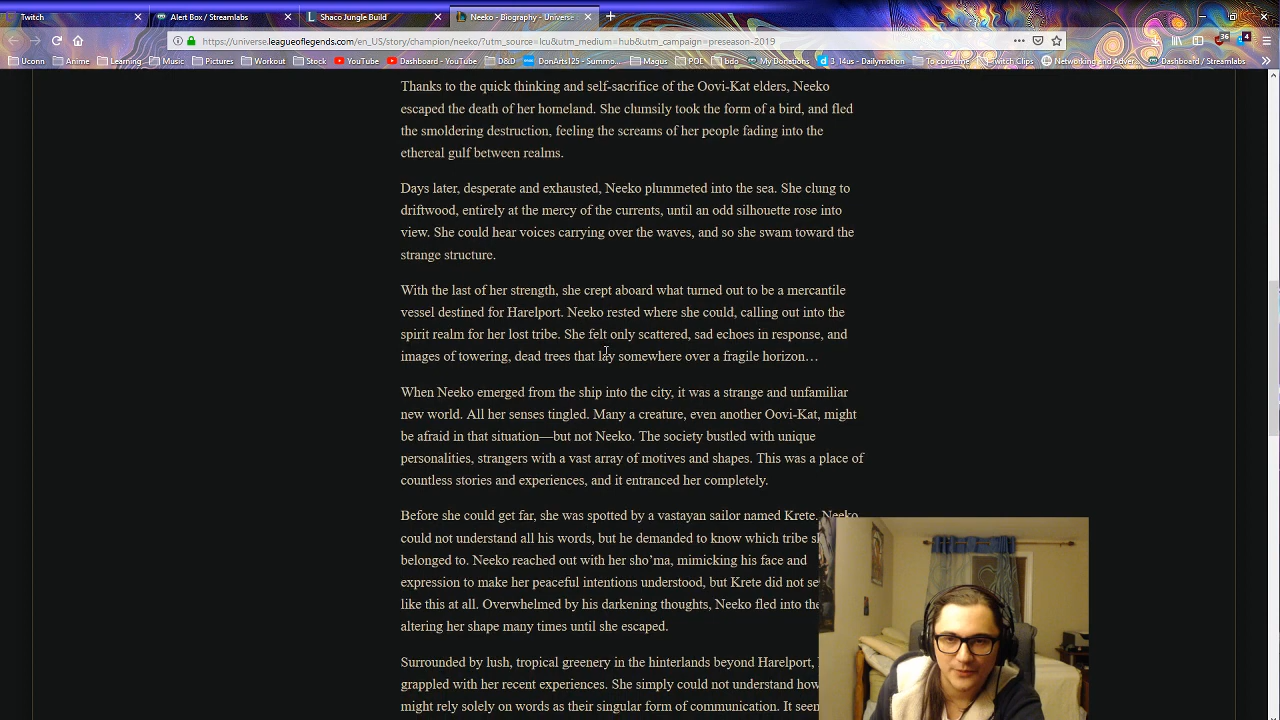 Twitch
Alert Box / Streamlabs
Shaco Jungle Build
Neeko - Biography - Universe
https://universe.leagueoflegends.com/en_US/story/champion/neeko/?utm_source=lcu&utm_medium=hub&utm_campaign=preseason-2019
36
4
Uconn Anime Learning Music Pictures Workout Stock YouTube Dashboard - YouTube D&D DonArts123 - Summo... Magus POL bdo My Donations 3_14us - Dailymotion To consume Twitch Clips Networking and Adver Dashboard / Streamlabs
Thanks to the quick thinking and self-sacrifice of the Oovi-Kat elders, Neeko
escaped the death of her homeland. She clumsily took the form of a bird, and fled
the smoldering destruction, feeling the screams of her people fading into the
ethereal gulf between realms.
Days later, desperate and exhausted, Neeko plummeted into the sea. She clung to
driftwood, entirely at the mercy of the currents, until an odd silhouette rose into
view. She could hear voices carrying over the waves, and so she swam toward the
strange structure.
With the last of her strength, she crept aboard what turned out to be a mercantile
vessel destined for Harelport. Neeko rested where she could, calling out into the
spirit realm for her lost tribe. She felt only scattered, sad echoes in response, and
images of towering, dead trees that lay somewhere over a fragile horizon…
When Neeko emerged from the ship into the city, it was a strange and unfamiliar
new world. All her senses tingled. Many a creature, even another Oovi-Kat, might
be afraid in that situation—but not Neeko. The society bustled with unique
personalities, strangers with a vast array of motives and shapes. This was a place of
countless stories and experiences, and it entranced her completely.
Before she could get far, she was spotted by a vastayan sailor named Krete. Neeko
could not understand all his words, but he demanded to know which tribe s
belonged to. Neeko reached out with her sho'ma, mimicking his face and
expression to make her peaceful intentions understood, but Krete did not se
like this at all. Overwhelmed by his darkening thoughts, Neeko fled into the
altering her shape many times until she escaped.
Surrounded by lush, tropical greenery in the hinterlands beyond Harelport,
grappled with her recent experiences. She simply could not understand how
might rely solely on words as their singular form of communication. It seem